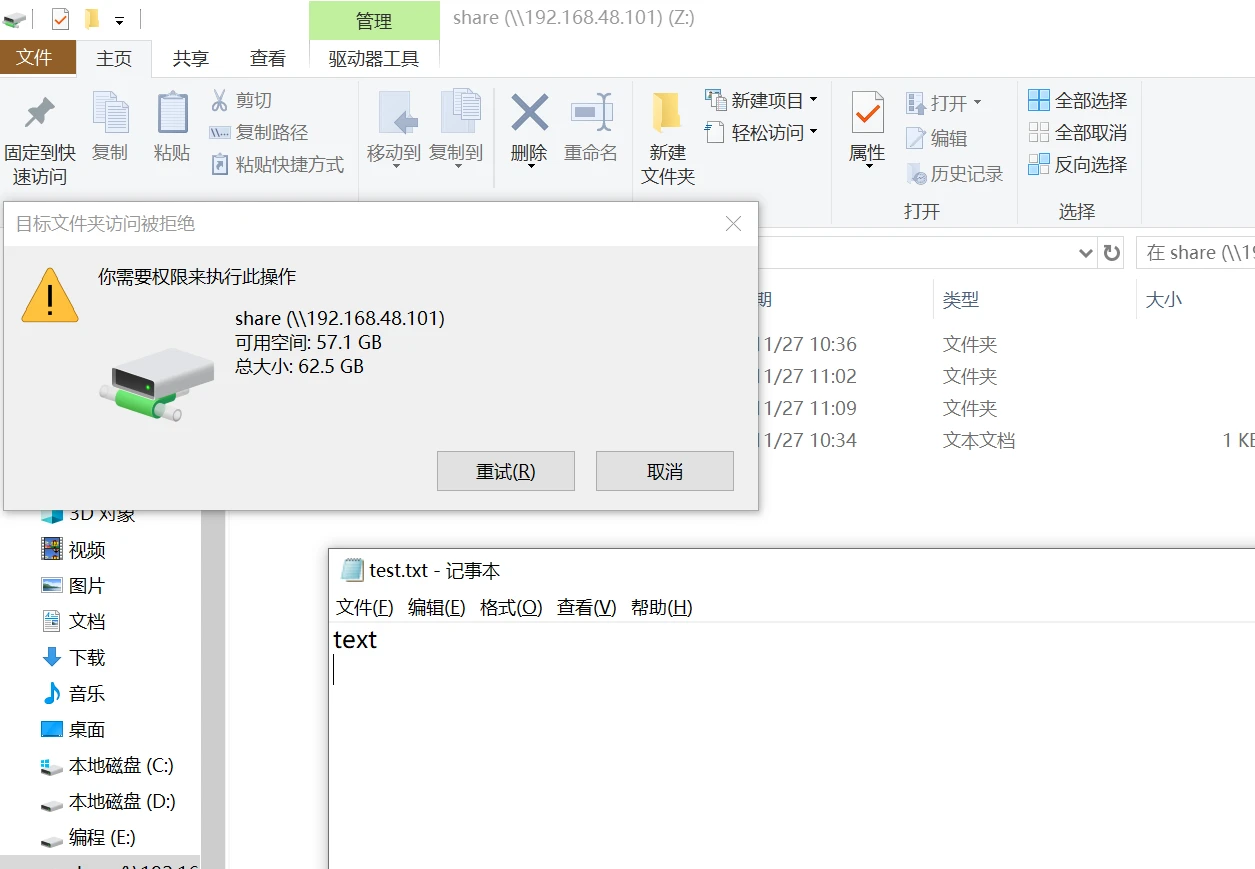 管理
share (\\192.168.48.101) (Z:)
文件 主页 共享 查看 驱动器工具
固定到快
速访问
复制
粘贴
剪切
复制路径
粘贴快捷方式
移动到
复制到
删除
重命名
新建
文件夹
新建项目
轻松访问
属性
打开
编辑
历史记录
打开
全部选择
全部取消
反向选择
选择
目标文件夹访问被拒绝
你需要权限来执行此操作
share (\\192.168.48.101)
可用空间: 57.1 GB
总大小: 62.5 GB
重试(R) 取消
在 share (\\19
期 类型 大小
1/27 10:36 文件夹
1/27 11:02 文件夹
1/27 11:09 文件夹
1/27 10:34 文本文档 1 KB
3D 对象
视频
图片
文档
下载
音乐
桌面
本地磁盘 (C:)
本地磁盘 (D:)
编程 (E:)
test.txt - 记事本
文件(F) 编辑(E) 格式(O) 查看(V) 帮助(H)
text